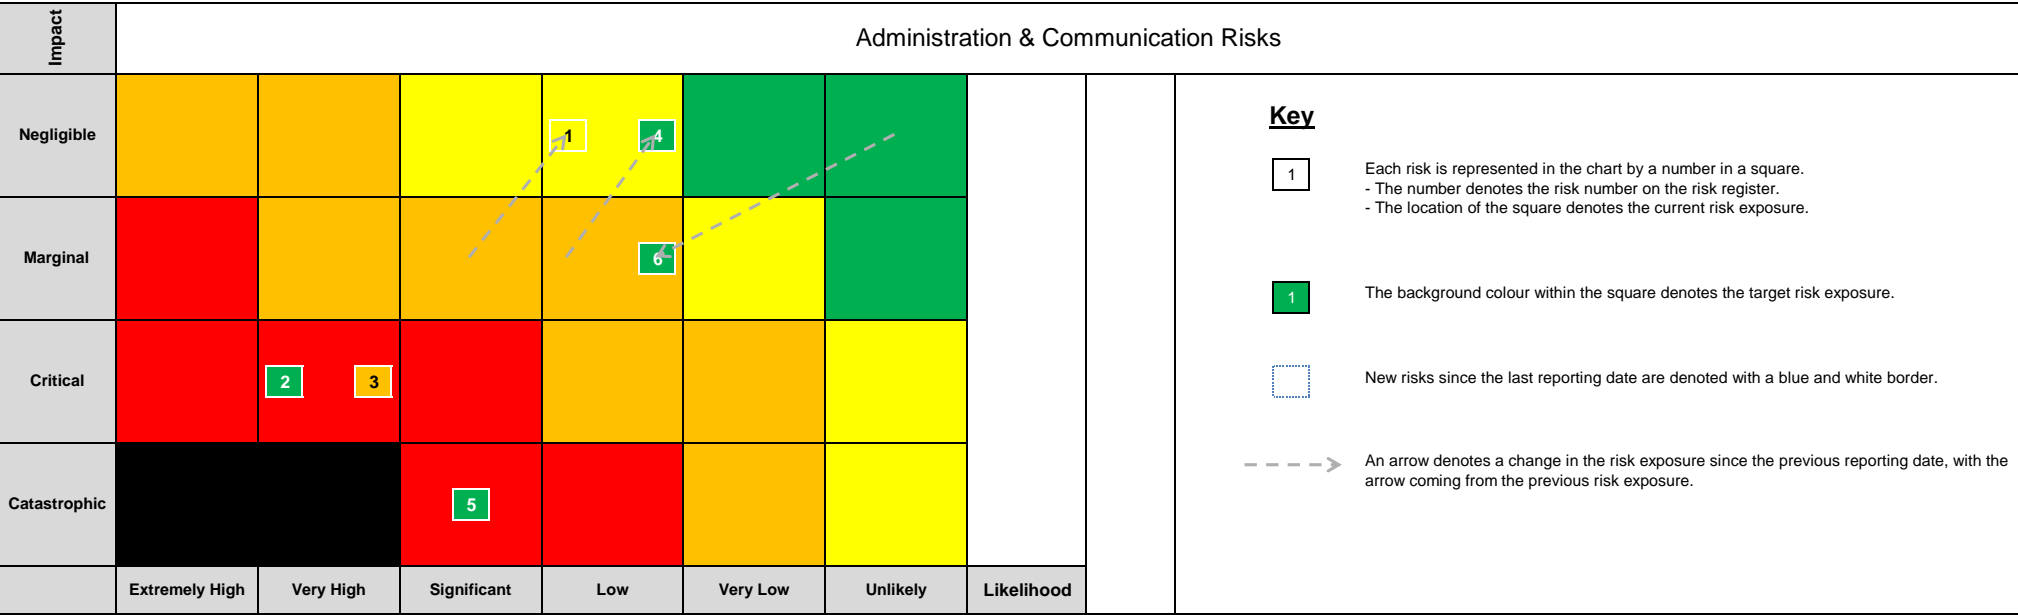 Impact
Administration & Communication Risks
Negligible
1
4
Marginal
6
Critical
2
3
Catastrophic
5
Extremely High
Very High
Significant
Low
Very Low
Unlikely
Likelihood
Key
1
Each risk is represented in the chart by a number in a square.
- The number denotes the risk number on the risk register.
- The location of the square denotes the current risk exposure.
1
The background colour within the square denotes the target risk exposure.
New risks since the last reporting date are denoted with a blue and white border.
An arrow denotes a change in the risk exposure since the previous reporting date, with the
arrow coming from the previous risk exposure.